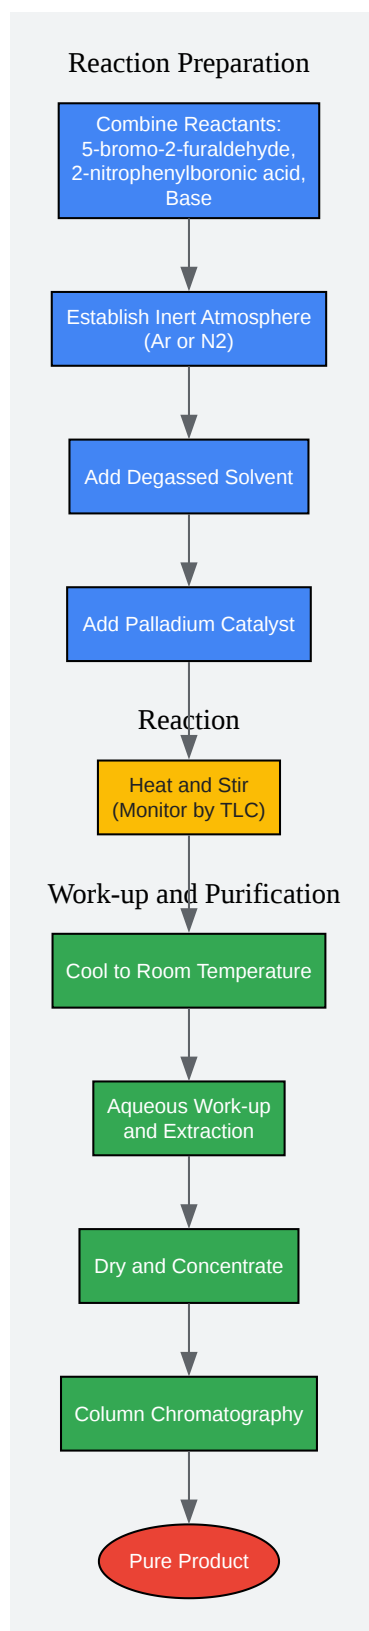 Reaction Preparation
Combine Reactants:
5-bromo-2-furaldehyde,
2-nitrophenylboronic acid,
Base
Establish Inert Atmosphere
(Ar or N2)
Add Degassed Solvent
Add Palladium Catalyst
Reaction
Heat and Stir
(Monitor by TLC)
Work-up and Purification
Cool to Room Temperature
Aqueous Work-up
and Extraction
Dry and Concentrate
Column Chromatography
Pure Product